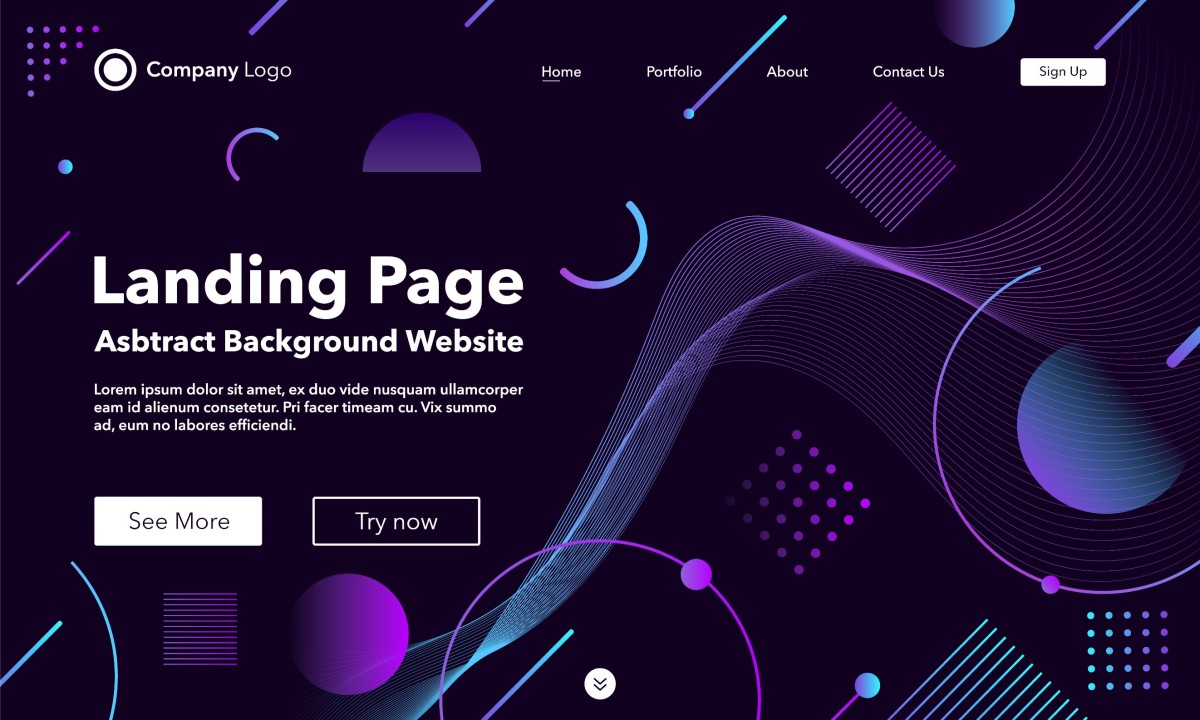 Company Logo
Home
Portfolio
About
Contact Us
Sign Up
Landing Page
Asbtract Background Website
Lorem ipsum dolor sit amet, ex duo vide nusquam ullamcorper
eam id alienum consetetur. Pri facer timeam cu. Vix summo
ad, eum no labores efficiendi.
See More
Try now